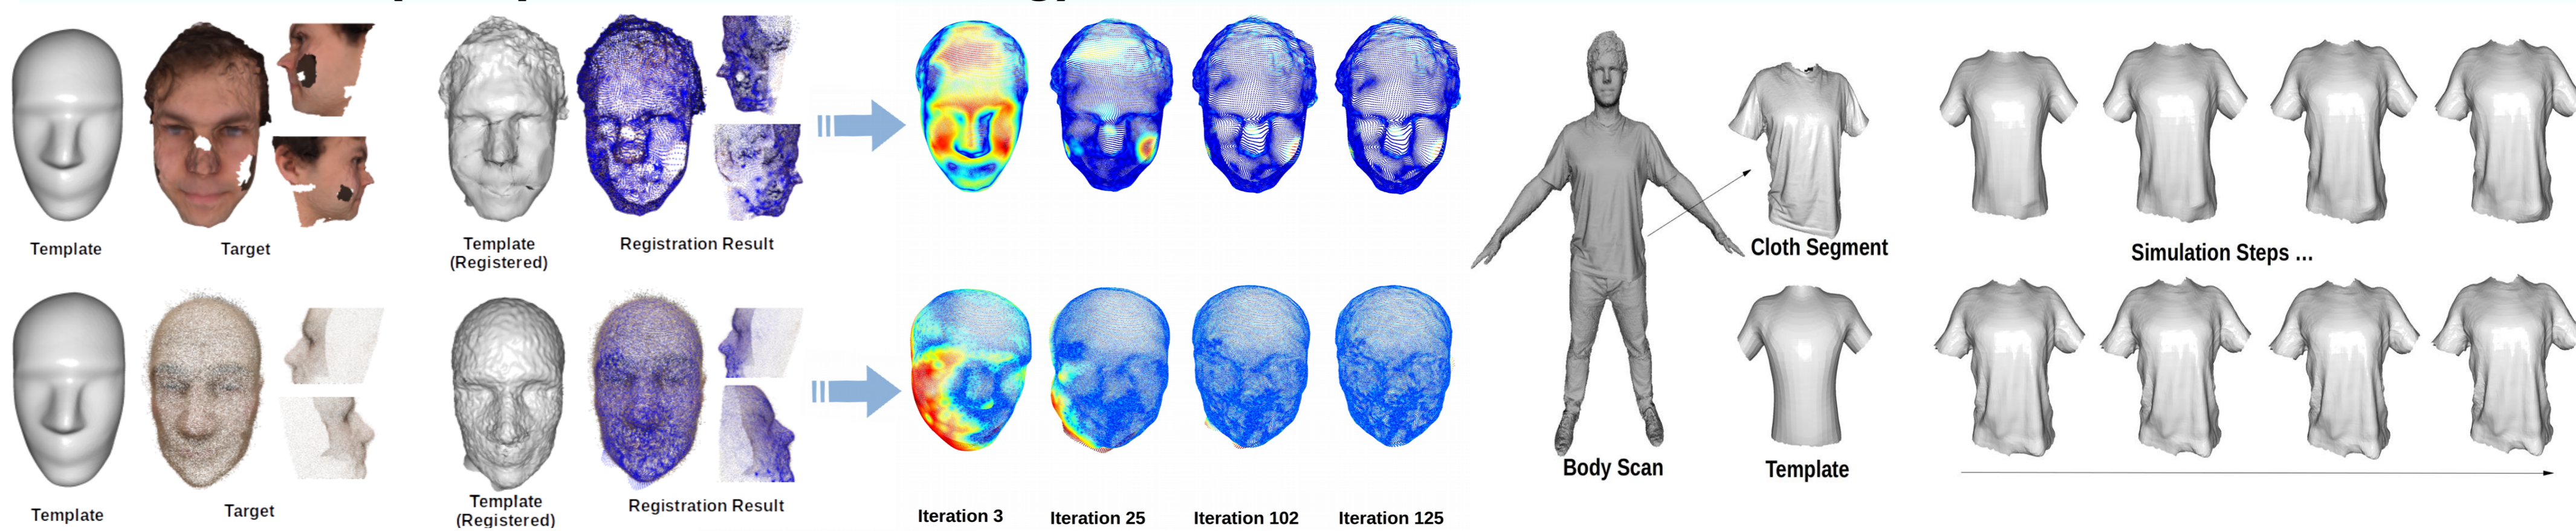 Template
Target
Template
(Registered)
Registration Result
Template
Target
Template
(Registered)
Registration Result
Iteration 3
Iteration 25
Iteration 102
Iteration 125
Body Scan
Cloth Segment
Template
Simulation Steps ...